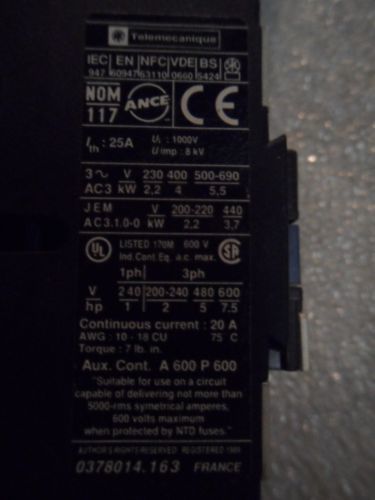 Telemecanique
IEC EN NFC VDE BS
947 60947 63110 0660 5424
NOM
117 ANCE CE
Ith : 25A Ui : 1000V
U imp : 8 kV
3~ V 230 400 500-690
AC3 kW 2,2 4 5,5
JEM V 200-220 440
AC3.1.0-0 kW 2,2 3,7
UL LISTED 170M 600 V SA
Ind. Cont. Eq. a.c. max.
1ph 3ph
V 240 200-240 480 600
hp 1 2 5 7.5
Continuous current : 20 A
AWG : 10 - 18 CU 75 C
Torque : 7 lb. in.
Aux. Cont. A 600 P 600
"Suitable for use on a circuit
capable of delivering not more than
5000-rms symetrical amperes,
600 volts maximum
when protected by NTD fuses."
AUTHOR'S RIGHTS RESERVED REGISTERED 1989
0378014.163 FRANCE